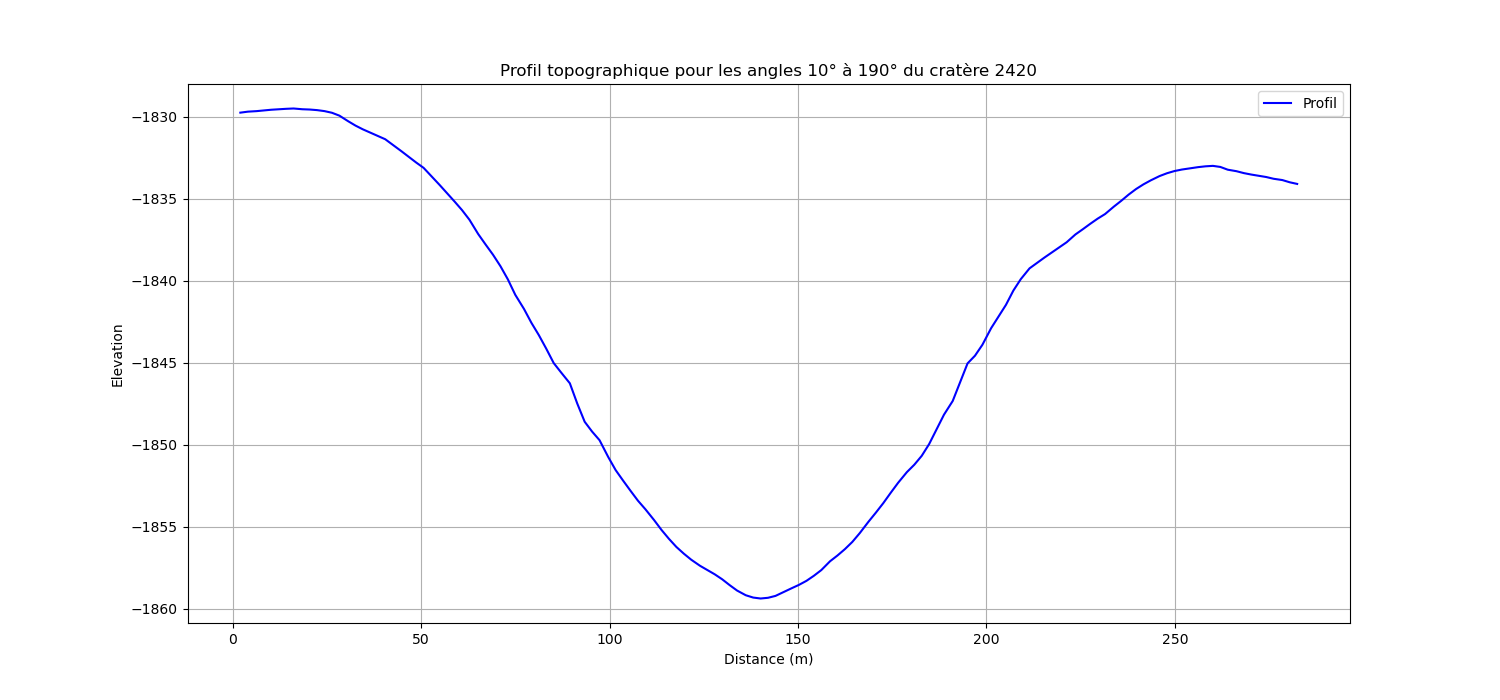 Profil topographique pour les angles 10° à 190° du cratère 2420
Profil
−1830
−1835
−1840
−1845
−1850
−1855
−1860
Elevation
0 50 100 150 200 250
Distance (m)